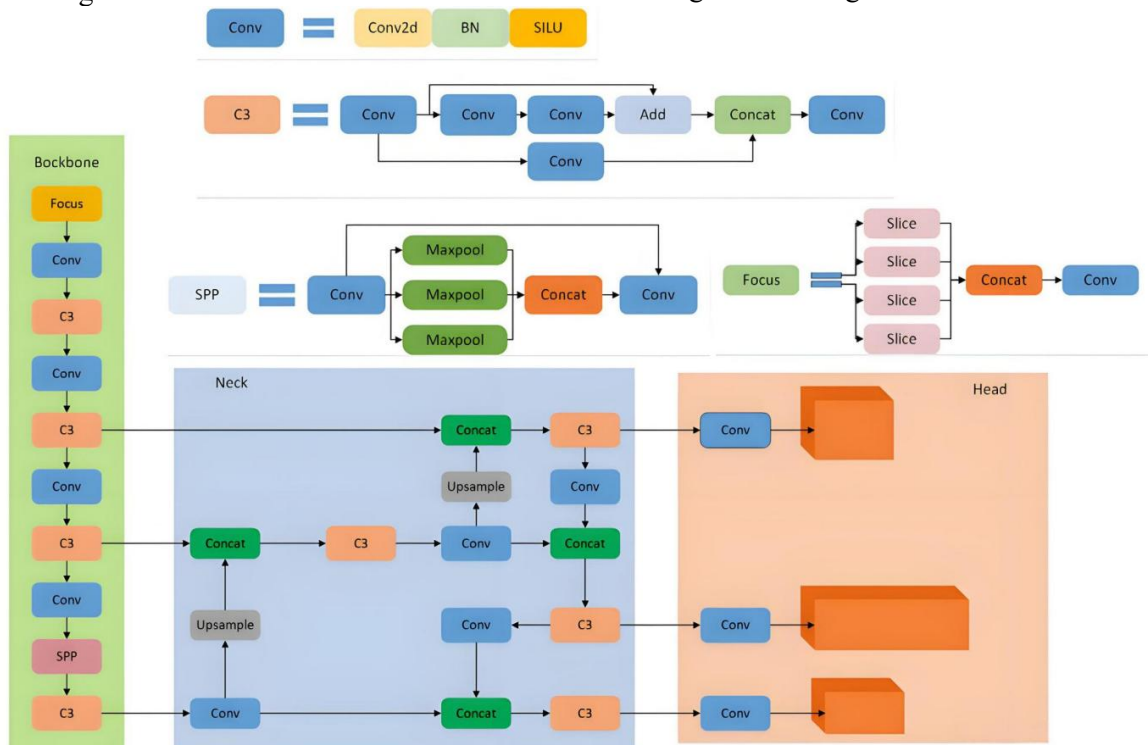 Conv Conv2d BN SILU
C3 Conv Conv Conv Add Concat Conv
Conv
Bockbone
Focus
Conv
C3
Conv
C3
Conv
C3
Conv
SPP
C3
SPP Conv Maxpool Maxpool Maxpool Concat Conv
Focus Slice Slice Slice Slice Concat Conv
Neck
Concat C3
Upsample Conv
Concat C3 Conv Concat
Upsample Conv C3
Conv Concat C3
Head
Conv
Conv
Conv